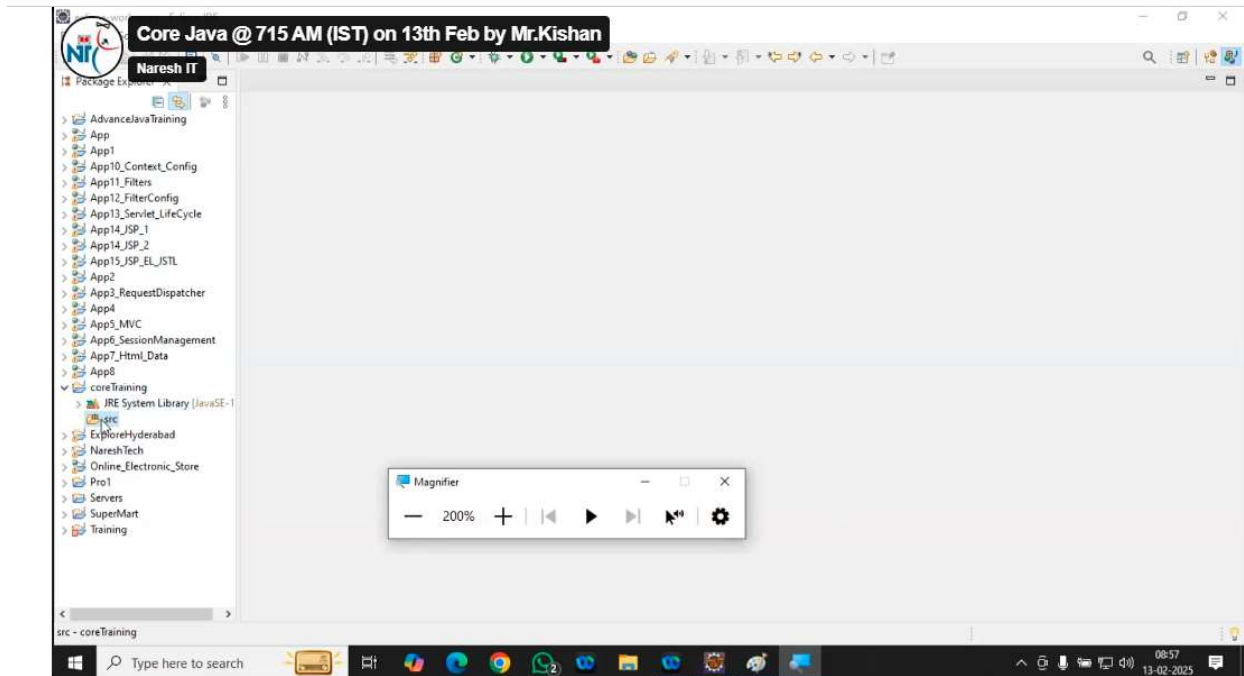 Core Java @ 715 AM (IST) on 13th Feb by Mr.Kishan
NT
Naresh IT
Package Explorer
AdvanceJavaTraining
App
App1
App10_Context_Config
App11_Filters
App12_FilterConfig
App13_Servlet_LifeCycle
App14_JSP_1
App14_JSP_2
App15_JSP_EL_JSTL
App2
App3_RequestDispatcher
App4
App5_MVC
App6_SessionManagement
App7_Html_Data
App8
coreTraining
JRE System Library [JavaSE-1
src
ExploreHyderabad
NareshTech
Online_Electronic_Store
Pro1
Servers
SuperMart
Training
Magnifier
200%
src - coreTraining
Type here to search
2
08:57
13-02-2025